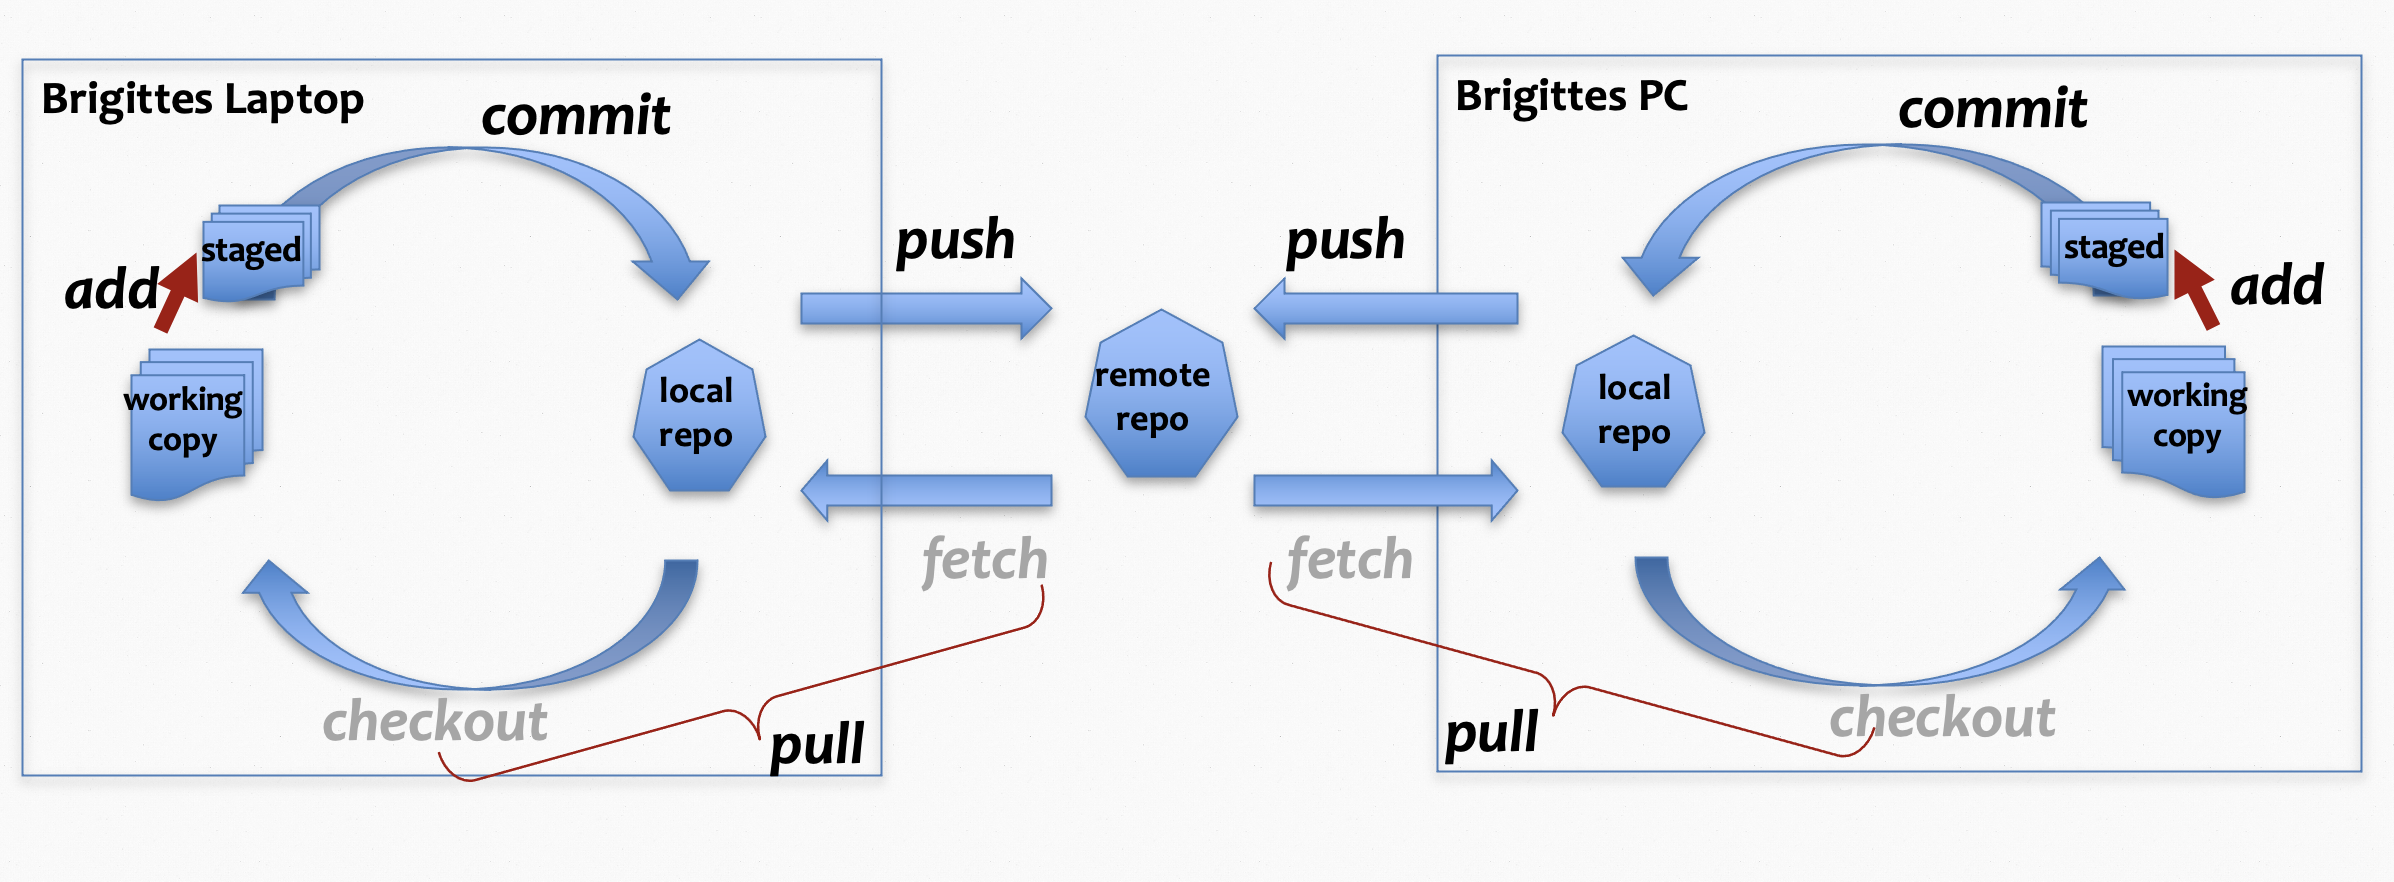 Brigittes Laptop
commit
staged
add
working
copy
local
repo
checkout
pull
push
fetch
remote
repo
push
fetch
Brigittes PC
commit
staged
add
local
repo
working
copy
pull
checkout